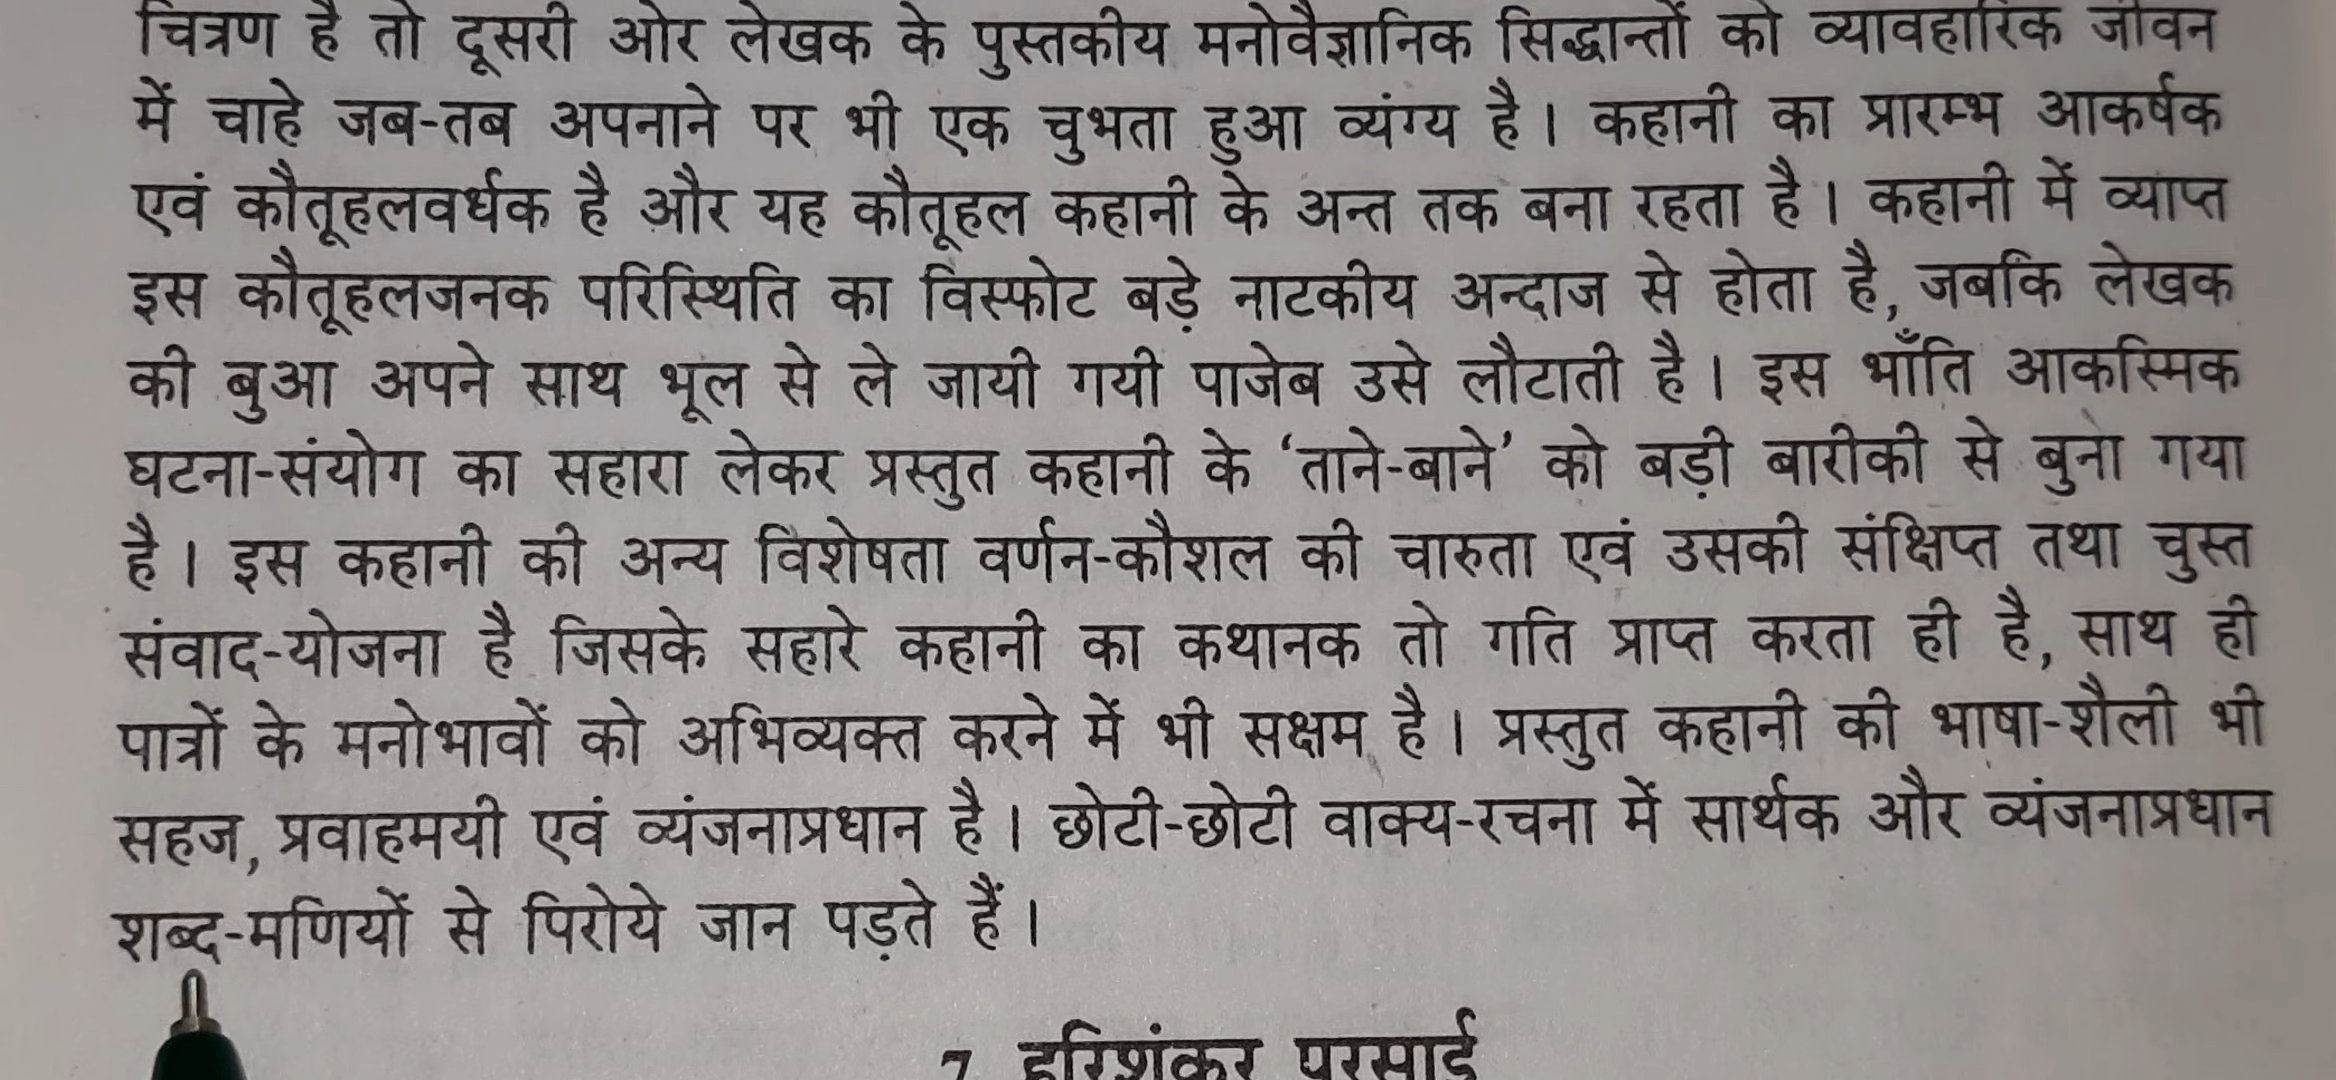 चित्रण है तो दूसरी ओर लेखक के पुस्तकीय मनोवैज्ञानिक सिद्धान्तों को व्यावहारिक जीवन
में चाहे जब-तब अपनाने पर भी एक चुभता हुआ व्यंग्य है । कहानी का प्रारम्भ आकर्षक
एवं कौतूहलवर्धक है और यह कौतूहल कहानी के अन्त तक बना रहता है । कहानी में व्याप्त
इस कौतूहलजनक परिस्थिति का विस्फोट बड़े नाटकीय अन्दाज से होता है, जबकि लेखक
की बुआ अपने साथ भूल से ले जायी गयी पाजेब उसे लौटाती है । इस भाँति आकस्मिक
घटना-संयोग का सहारा लेकर प्रस्तुत कहानी के ‘ताने-बाने’ को बड़ी बारीकी से बुना गया
है । इस कहानी की अन्य विशेषता वर्णन-कौशल की चारुता एवं उसकी संक्षिप्त तथा चुस्त
संवाद-योजना है जिसके सहारे कहानी का कथानक तो गति प्राप्त करता ही है, साथ ही
पात्रों के मनोभावों को अभिव्यक्त करने में भी सक्षम है । प्रस्तुत कहानी की भाषा-शैली भी
सहज, प्रवाहमयी एवं व्यंजनाप्रधान है । छोटी-छोटी वाक्य-रचना में सार्थक और व्यंजनाप्रधान
शब्द-मणियों से पिरोये जान पड़ते हैं ।
7 हरिशंकर परसाई